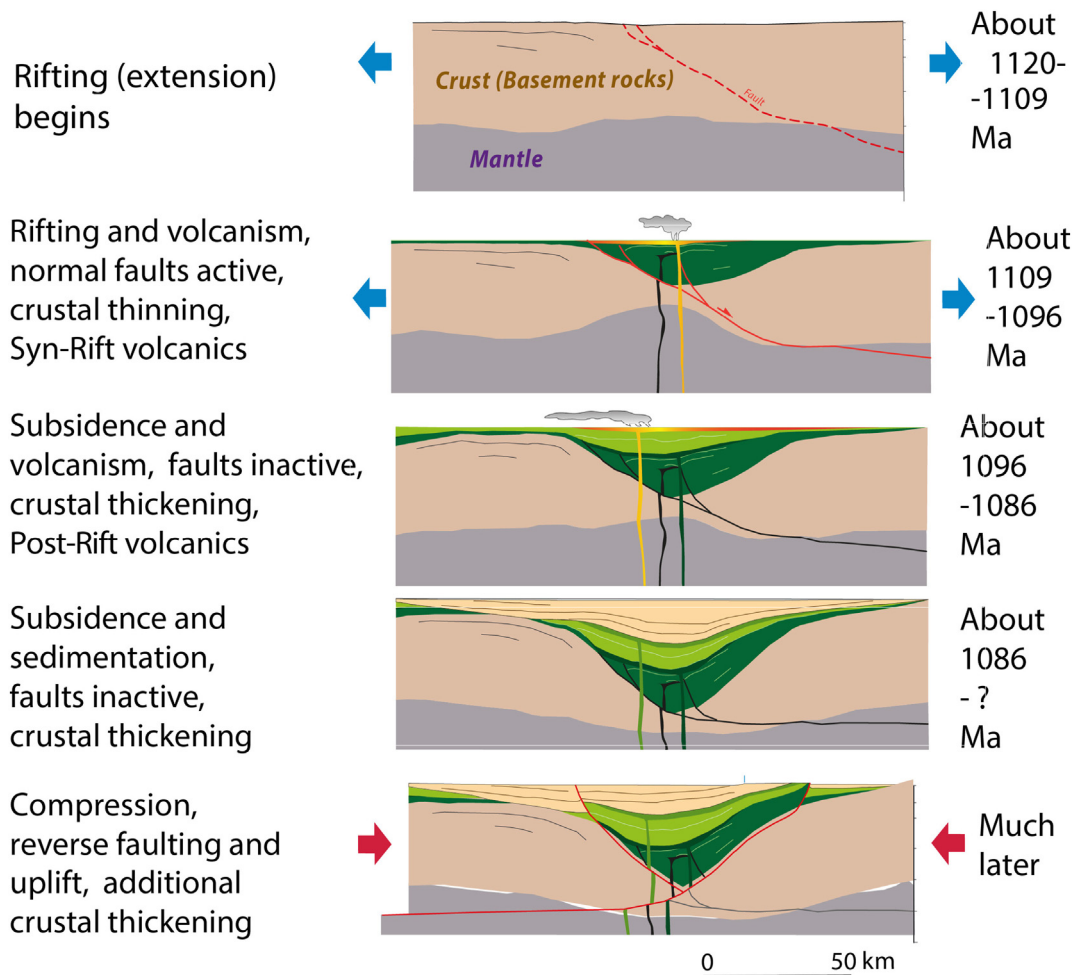 Rifting (extension)
begins
Crust (Basement rocks)
Fault
Mantle
About
1120-
-1109
Ma
Rifting and volcanism,
normal faults active,
crustal thinning,
Syn-Rift volcanics
About
1109
-1096
Ma
Subsidence and
volcanism, faults inactive,
crustal thickening,
Post-Rift volcanics
About
1096
-1086
Ma
Subsidence and
sedimentation,
faults inactive,
crustal thickening
About
1086
- ?
Ma
Compression,
reverse faulting and
uplift, additional
crustal thickening
Much
later
0 50 km